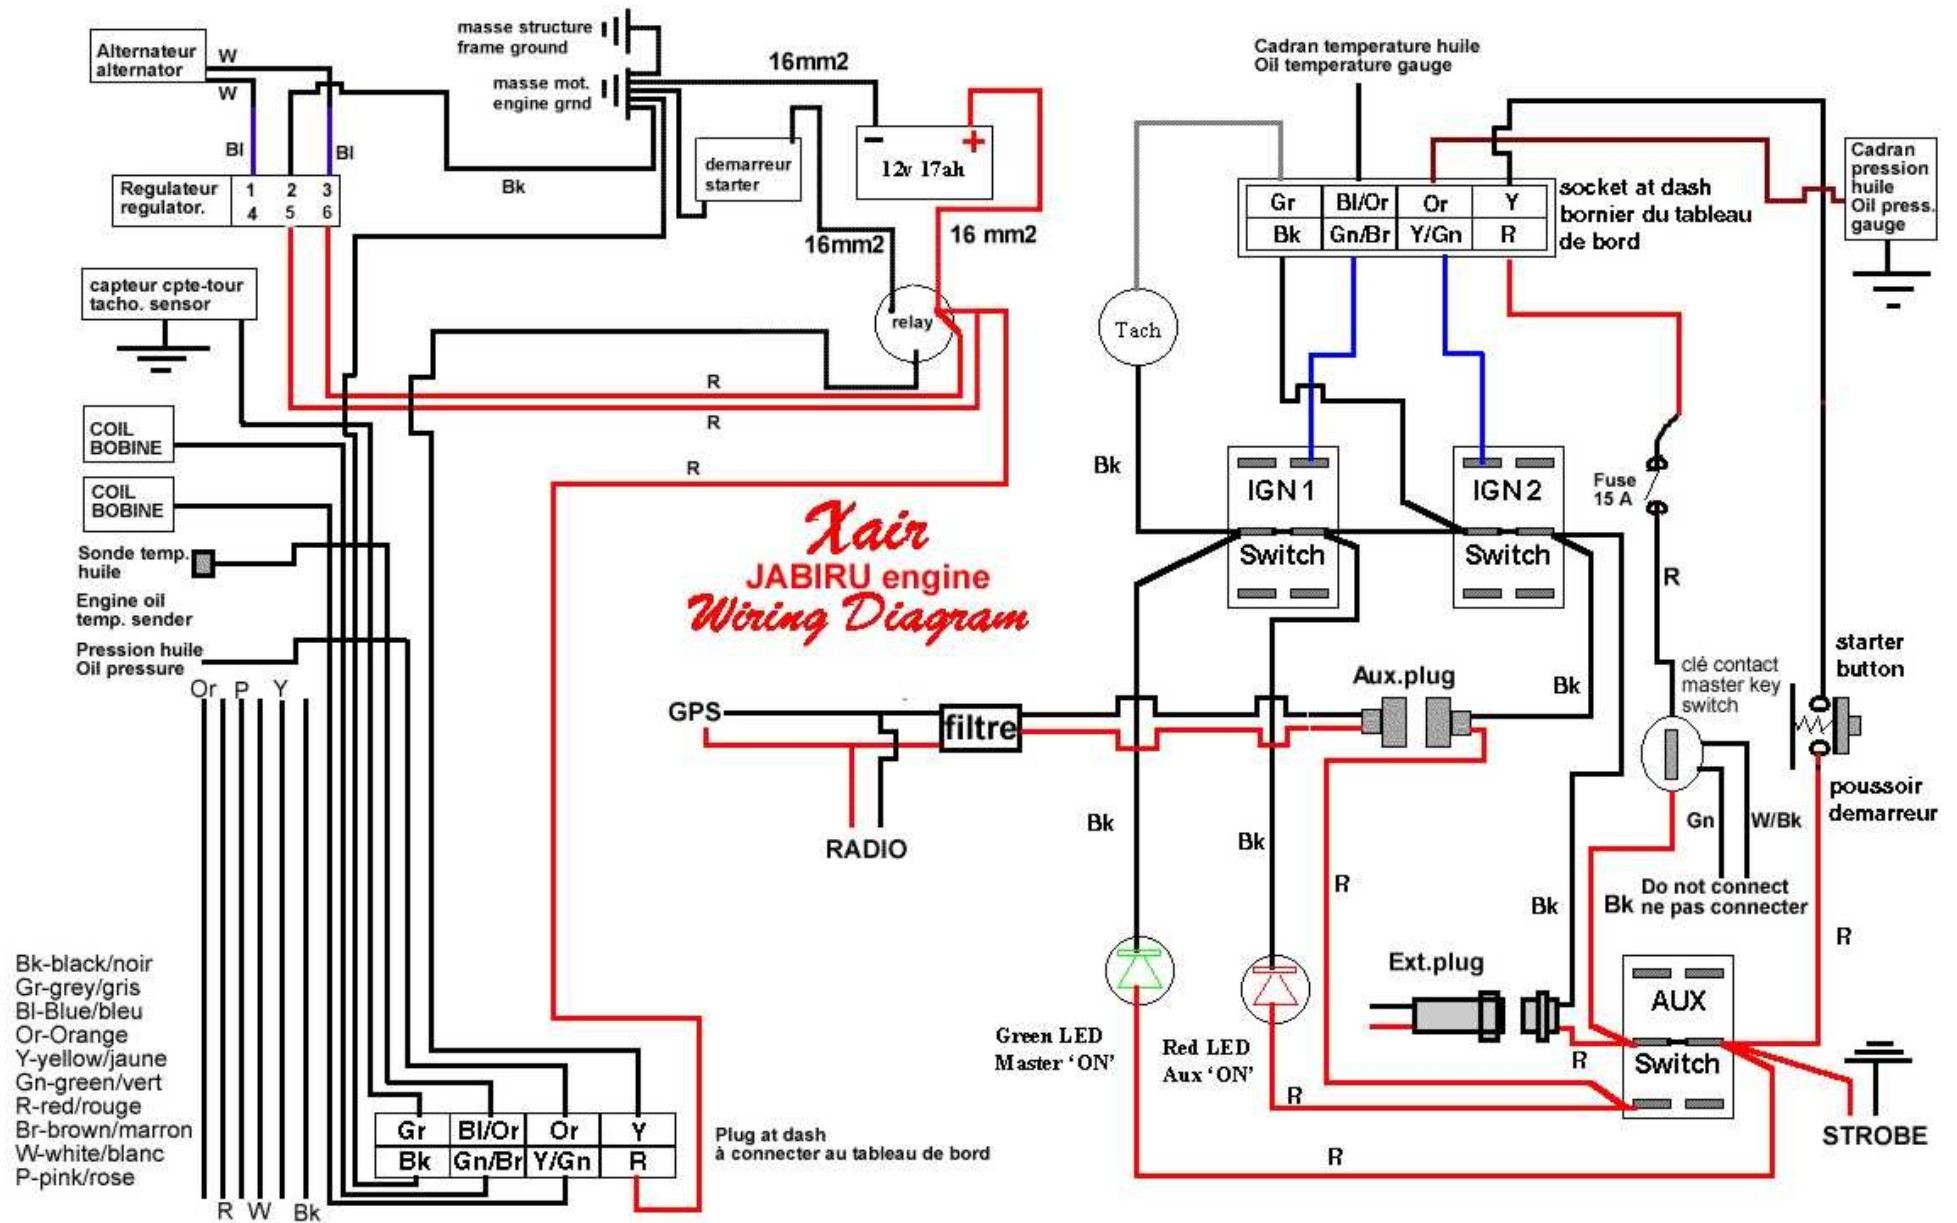 Alternateur
alternator
W
W
Bl
Bl
masse structure
frame ground
masse mot.
engine grnd
16mm2
Bk
demarreur
starter
-
+
12v 17ah
16mm2
16 mm2
Regulateur
regulator.
1 2 3
4 5 6
capteur cpte-tour
tacho. sensor
relay
R
R
R
COIL
BOBINE
COIL
BOBINE
Sonde temp.
huile
Engine oil
temp. sender
Pression huile
Oil pressure
Or P Y
R W Bk
Bk-black/noir
Gr-grey/gris
Bl-Blue/bleu
Or-Orange
Y-yellow/jaune
Gn-green/vert
R-red/rouge
Br-brown/marron
W-white/blanc
P-pink/rose
Gr Bl/Or Or Y
Bk Gn/Br Y/Gn R
Plug at dash
à connecter au tableau de bord
Xair
JABIRU engine
Wiring Diagram
GPS
filtre
RADIO
Cadran temperature huile
Oil temperature gauge
Gr Bl/Or Or Y
Bk Gn/Br Y/Gn R
socket at dash
bornier du tableau
de bord
Cadran
pression
huile
Oil press.
gauge
Tach
Bk
IGN 1
Switch
IGN 2
Switch
Fuse
15 A
R
Aux.plug
Bk
clé contact
master key
switch
starter
button
poussoir
demarreur
Gn
W/Bk
Do not connect
ne pas connecter
Bk
Bk
R
Bk
Bk
R
Ext.plug
R
AUX
Switch
Green LED
Master ‘ON’
Red LED
Aux ‘ON’
R
R
STROBE